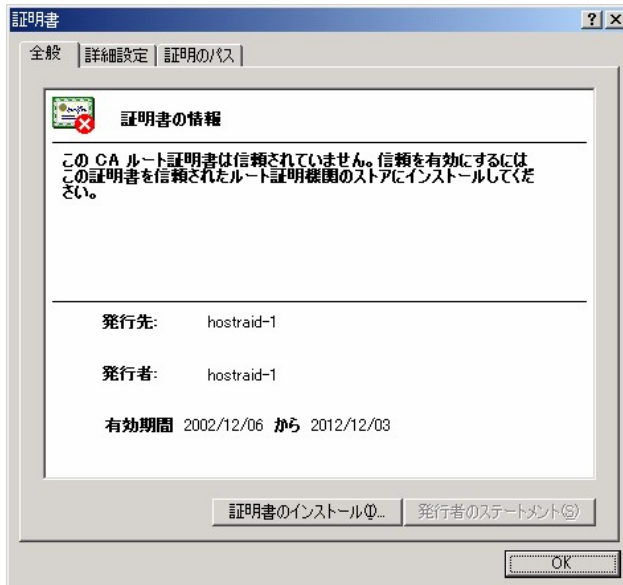 証明書
全般
詳細設定
証明のパス
証明書の情報
この CA ルート証明書は信頼されていません。信頼を有効にするには
この証明書を信頼されたルート証明機関のストアにインストールしてくだ
さい。
発行先: hostraid-1
発行者: hostraid-1
有効期間 2002/12/06 から 2012/12/03
証明書のインストール(I)...
発行者のステートメント(S)
OK